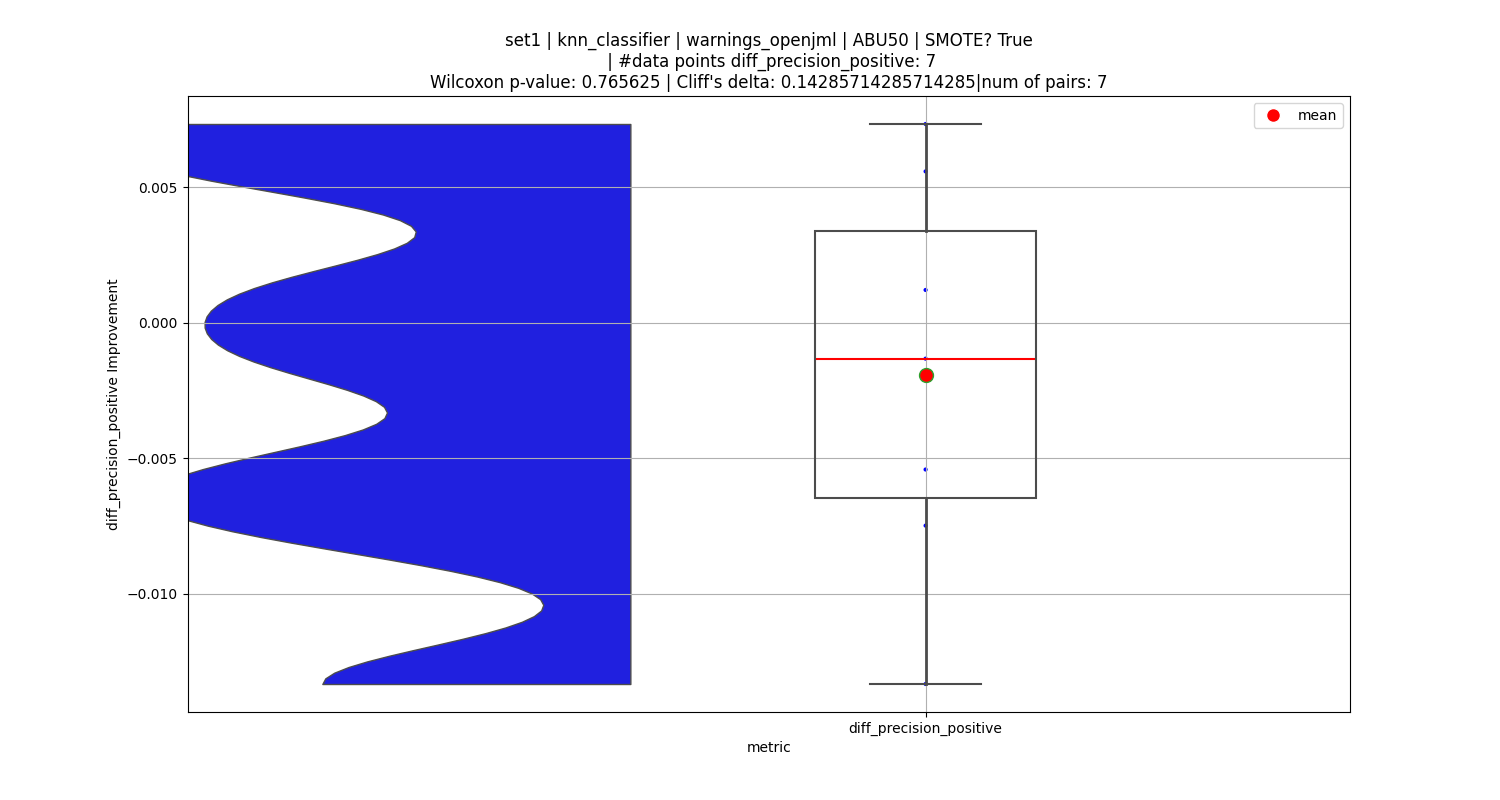 set1 | knn_classifier | warnings_openjml | ABU50 | SMOTE? True
| #data points diff_precision_positive: 7
Wilcoxon p-value: 0.765625 | Cliff's delta: 0.14285714285714285|num of pairs: 7
mean
0.005
0.000
−0.005
−0.010
diff_precision_positive Improvement
diff_precision_positive
metric